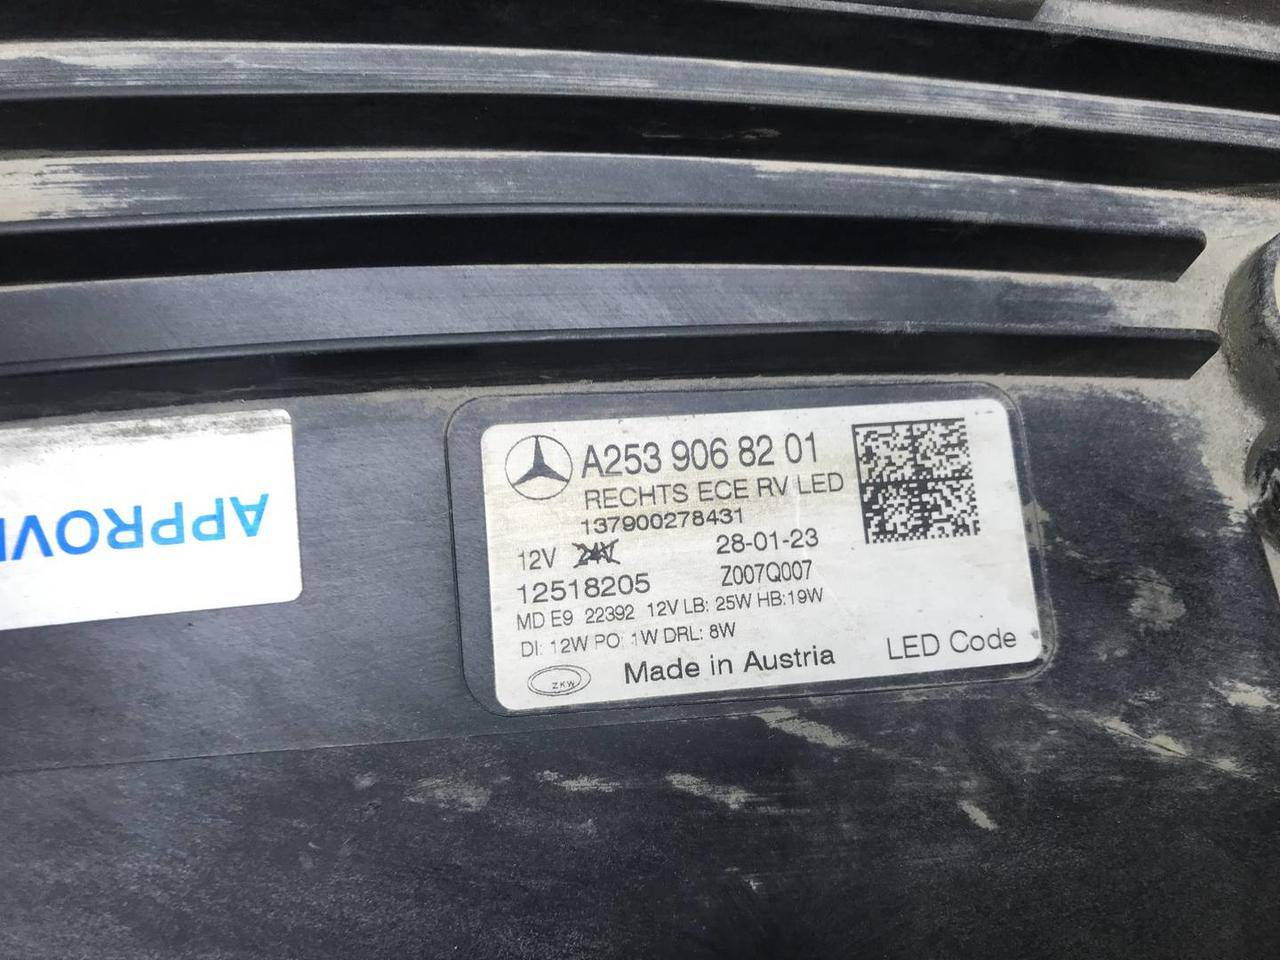 APPROV
A253 906 82 01
RECHTS ECE RV LED
137900278431
12V 24V 28-01-23
12518205 Z007Q007
MD E9 22392 12V LB: 25W HB:19W
DI: 12W PO: 1W DRL: 8W
ZKW Made in Austria LED Code